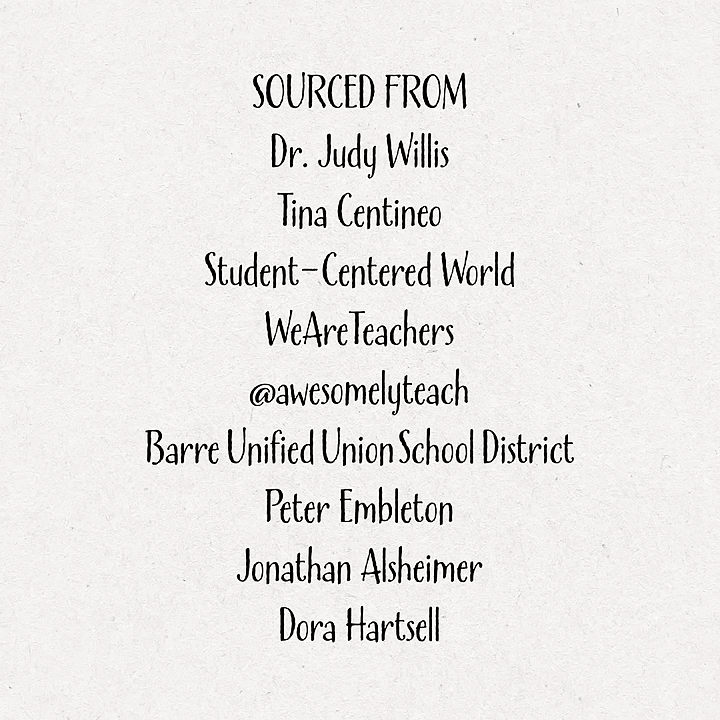 SOURCED FROM
Dr. Judy Willis
Tina Centineo
Student-Centered World
WeAreTeachers
@awesomelyteach
Barre Unified Union School District
Peter Embleton
Jonathan Alsheimer
Dora Hartsell